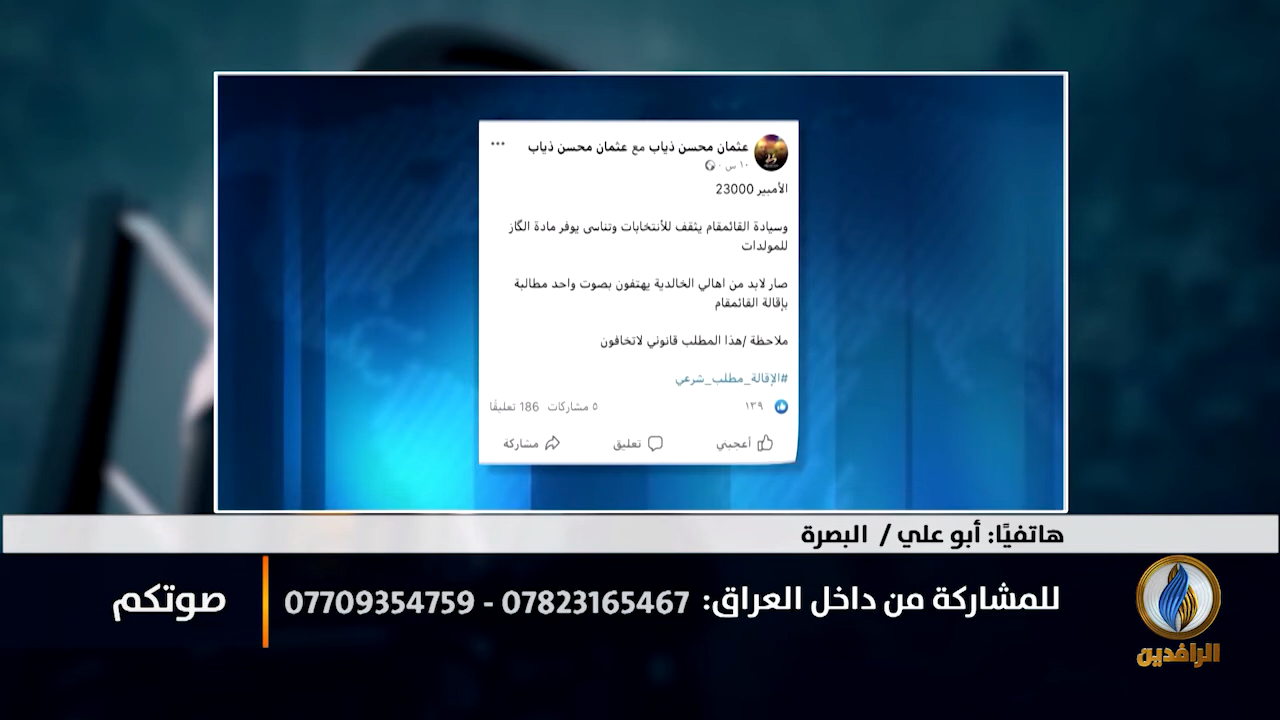 عثمان محسن ذياب مع عثمان محسن ذياب
١٠ س
الأمبير 23000
وسيادة القائمقام يثقف للأنتخابات وتناسى يوفر مادة الگاز
للمولدات
صار لابد من اهالي الخالدية يهتفون بصوت واحد مطالبة
بإقالة القائمقام
ملاحظة /هذا المطلب قانوني لاتخافون
#الإقالة_مطلب_شرعي
١٣٩
٥ مشاركات 186 تعليقًا
أعجبني
تعليق
مشاركة
هاتفيًا: أبو علي / البصرة
للمشاركة من داخل العراق: 07823165467 - 07709354759
صوتكم
الرافدين